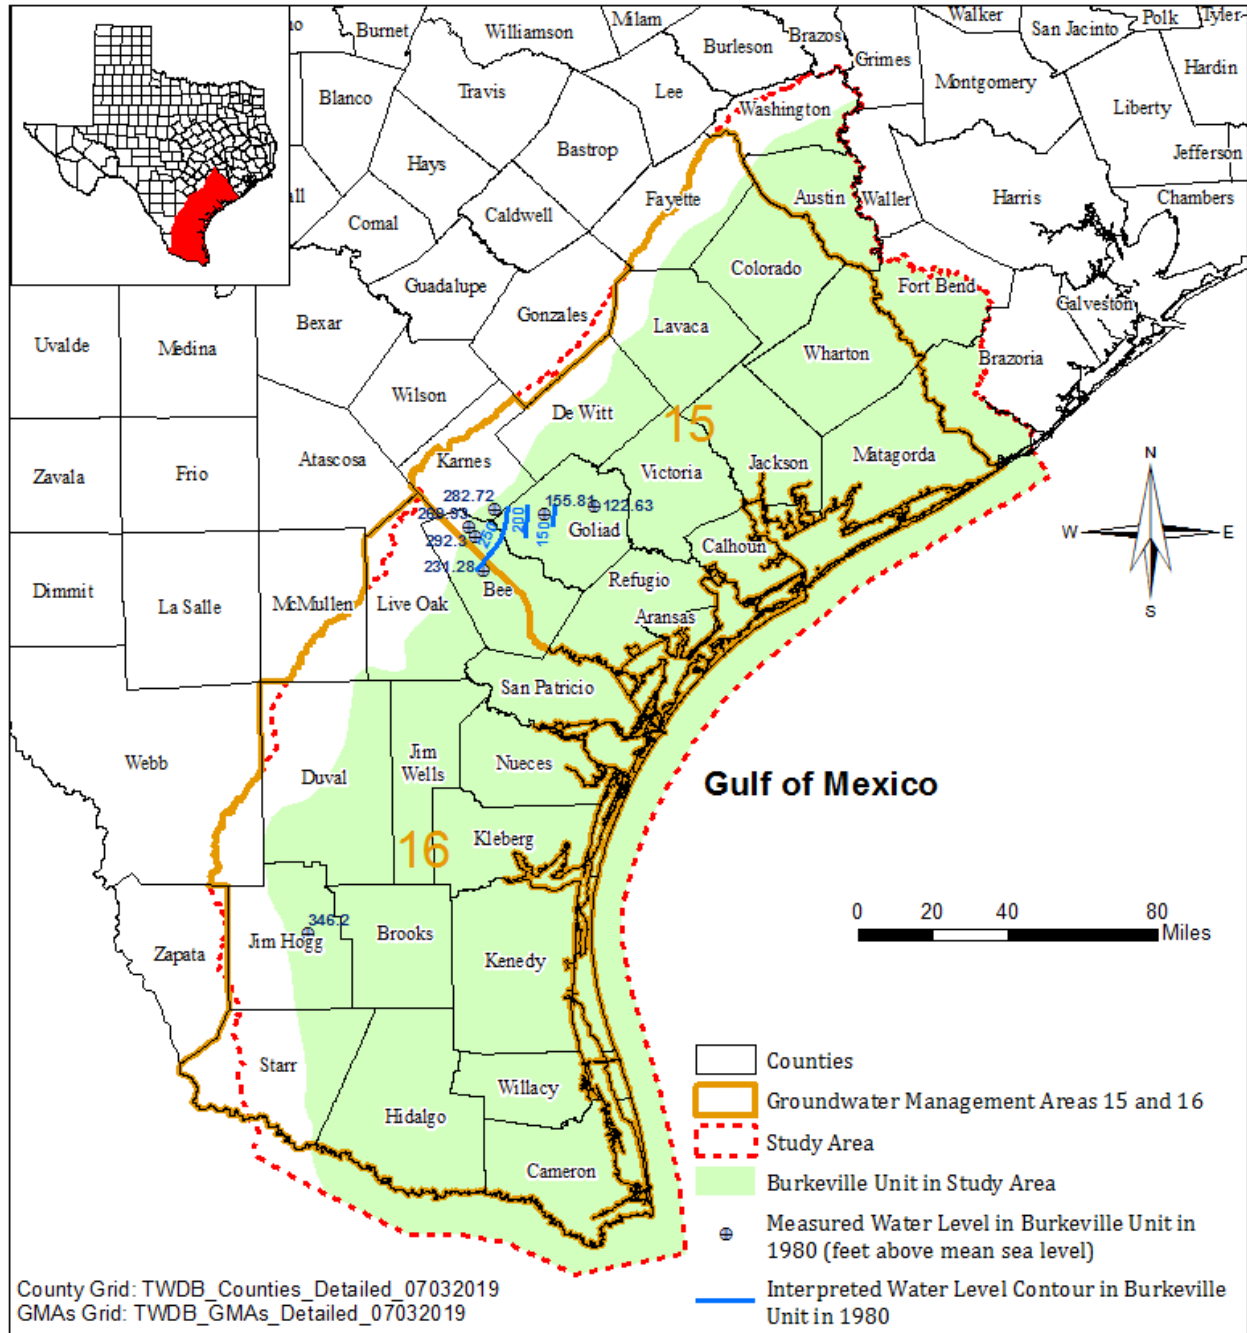 Milam
Walker
Polk
Tyler
Burnet
Williamson
Burleson
Brazos
San Jacinto
Grimes
Hardin
Montgomery
Blanco
Travis
Lee
Washington
Liberty
Hays
Bastrop
Jefferson
Fayette
Austin
Waller
Harris
Chambers
Comal
Caldwell
Colorado
Guadalupe
Fort Bend
Galveston
Bexar
Gonzales
Lavaca
Uvalde
Medina
Wharton
Brazoria
Wilson
De Witt
15
Atascosa
Karnes
Victoria
Jackson
Matagorda
Zavala
Frio
282.72
155.81
122.63
200
150
Goliad
292.3
250
231.28
Calhoun
Bee
Refugio
Dimmit
La Salle
McMullen
Live Oak
Aransas
N
W
E
S
San Patricio
Webb
Duval
Jim
Wells
Nueces
Gulf of Mexico
16
Kleberg
346.2
Jim Hogg
Brooks
Zapata
Kenedy
0 20 40 80
Miles
Starr
Willacy
Hidalgo
Cameron
Counties
Groundwater Management Areas 15 and 16
Study Area
Burkeville Unit in Study Area
Measured Water Level in Burkeville Unit in
1980 (feet above mean sea level)
Interpreted Water Level Contour in Burkeville
Unit in 1980
County Grid: TWDB_Counties_Detailed_07032019
GMAs Grid: TWDB_GMAs_Detailed_07032019